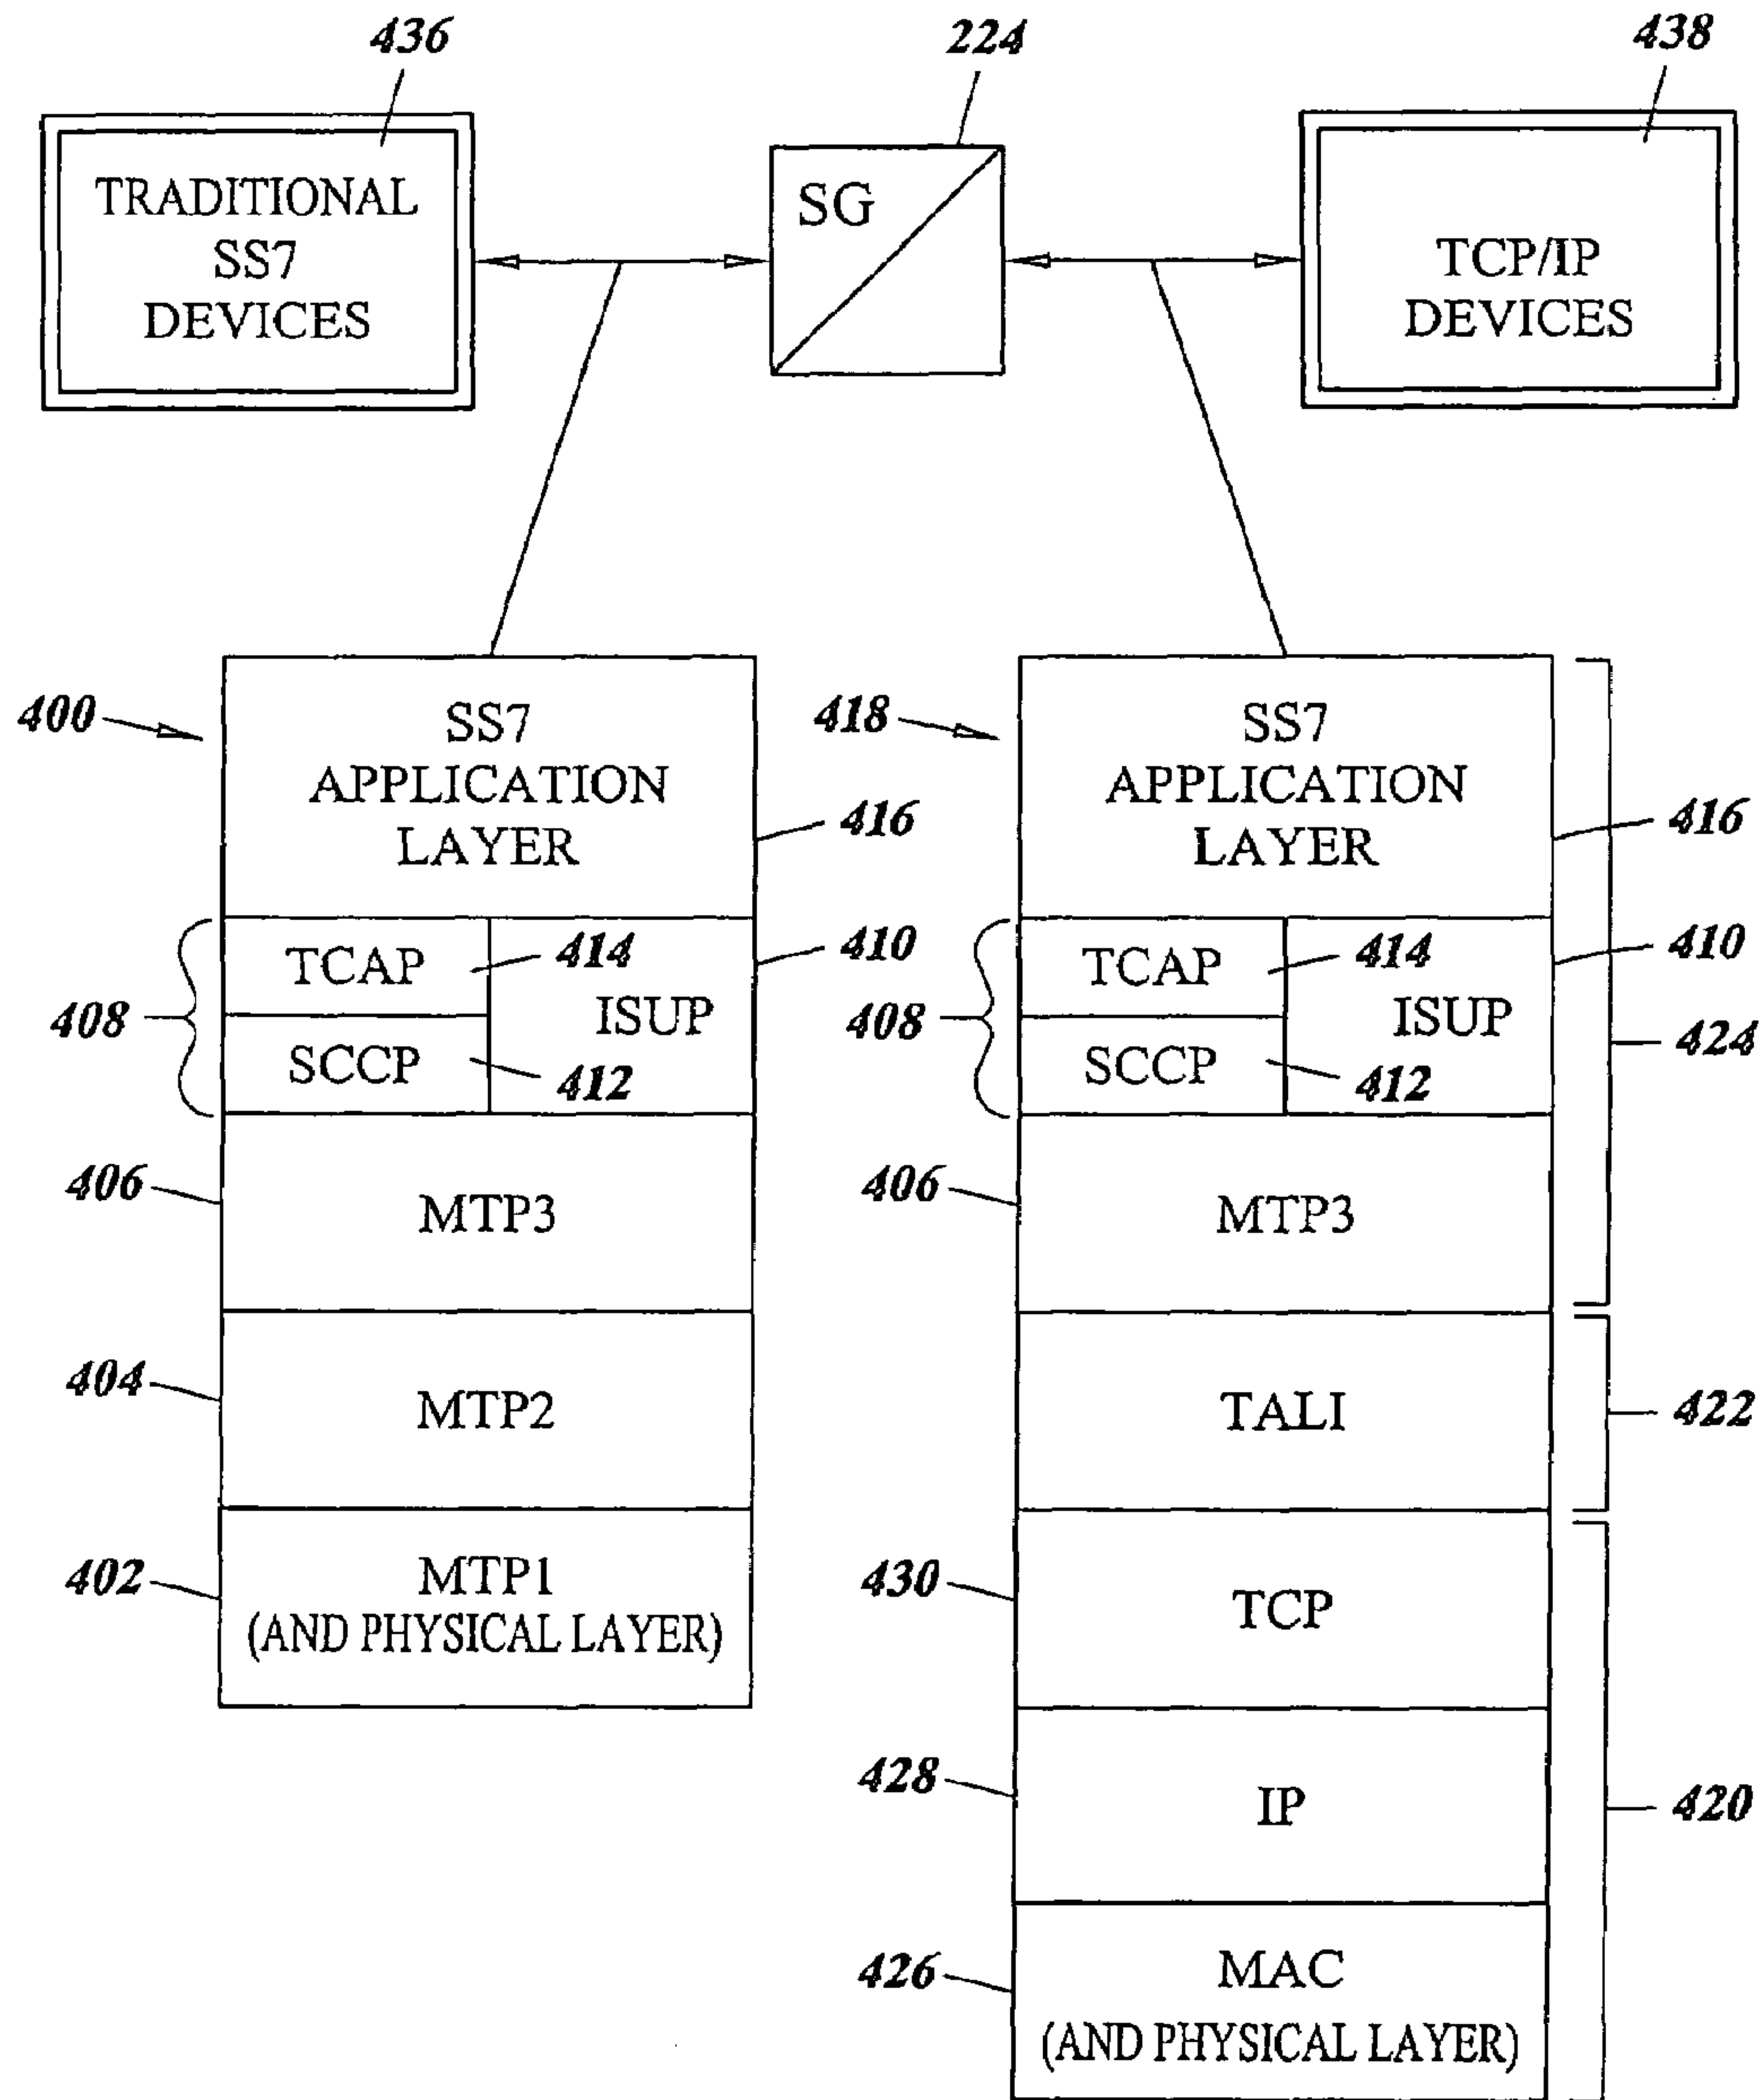 436
224
438
TRADITIONAL
SS7
DEVICES
SG
TCP/IP
DEVICES
400
SS7
APPLICATION
LAYER
416
408
TCAP
414
410
ISUP
SCCP
412
406
MTP3
404
MTP2
402
MTP1
(AND PHYSICAL LAYER)
418
SS7
APPLICATION
LAYER
416
408
TCAP
414
410
ISUP
SCCP
412
424
406
MTP3
TALI
422
430
TCP
428
IP
420
426
MAC
(AND PHYSICAL LAYER)